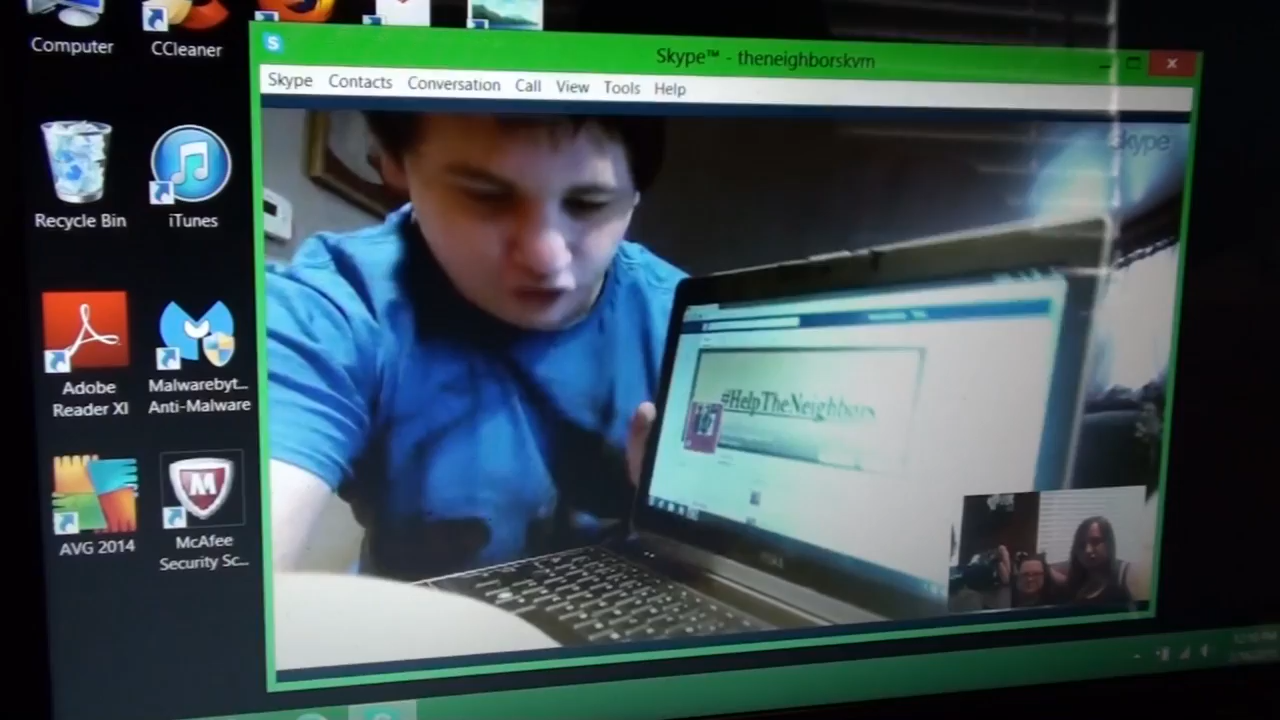 Computer
CCleaner
Skype™ - theneighborskvm
Skype Contacts Conversation Call View Tools Help
skype
Recycle Bin
iTunes
#HelpTheNeighbors
Adobe
Reader XI
Malwarebyt...
Anti-Malware
AVG 2014
McAfee
Security Sc...